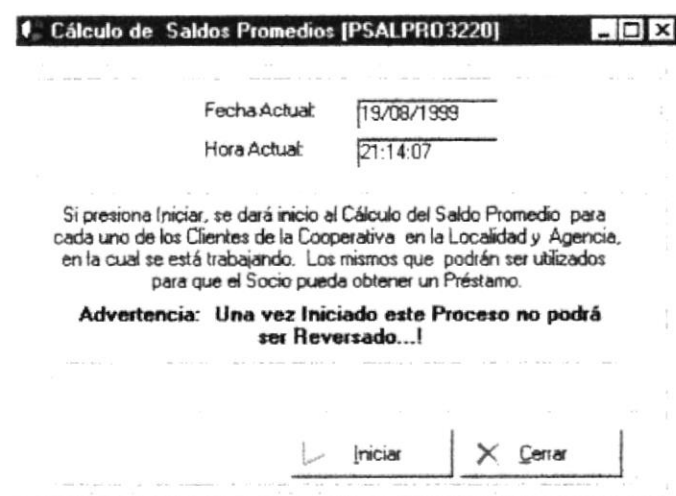 Cálculo de Saldos Promedios [PSALPRO3220]
Fecha Actual: 19/08/1999
Hora Actual: 21:14:07
Si presiona Iniciar, se dará inicio al Cálculo del Saldo Promedio para
cada uno de los Clientes de la Cooperativa en la Localidad y Agencia,
en la cual se está trabajando. Los mismos que podrán ser utilizados
para que el Socio pueda obtener un Préstamo.
Advertencia: Una vez Iniciado este Proceso no podrá
ser Reversado...!
Iniciar Cerrar